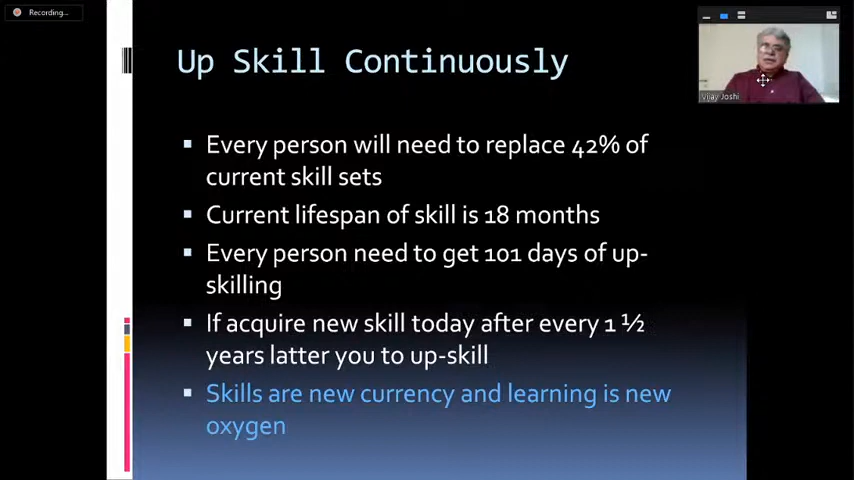 Recording...
Up Skill Continuously
Vijay Joshi
Every person will need to replace 42% of
current skill sets
Current lifespan of skill is 18 months
Every person need to get 101 days of up-
skilling
If acquire new skill today after every 1 ½
years latter you to up-skill
Skills are new currency and learning is new
oxygen